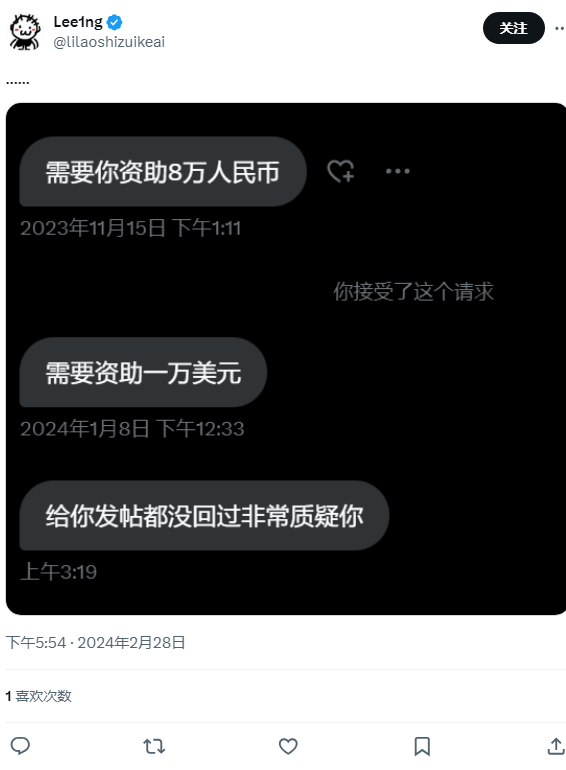 Lee1ng
@lilaoshizuikeai
关注
······
需要你资助8万人民币
2023年11月15日 下午1:11
你接受了这个请求
需要资助一万美元
2024年1月8日 下午12:33
给你发帖都没回过非常质疑你
上午3:19
下午5:54 · 2024年2月28日
1 喜欢次数